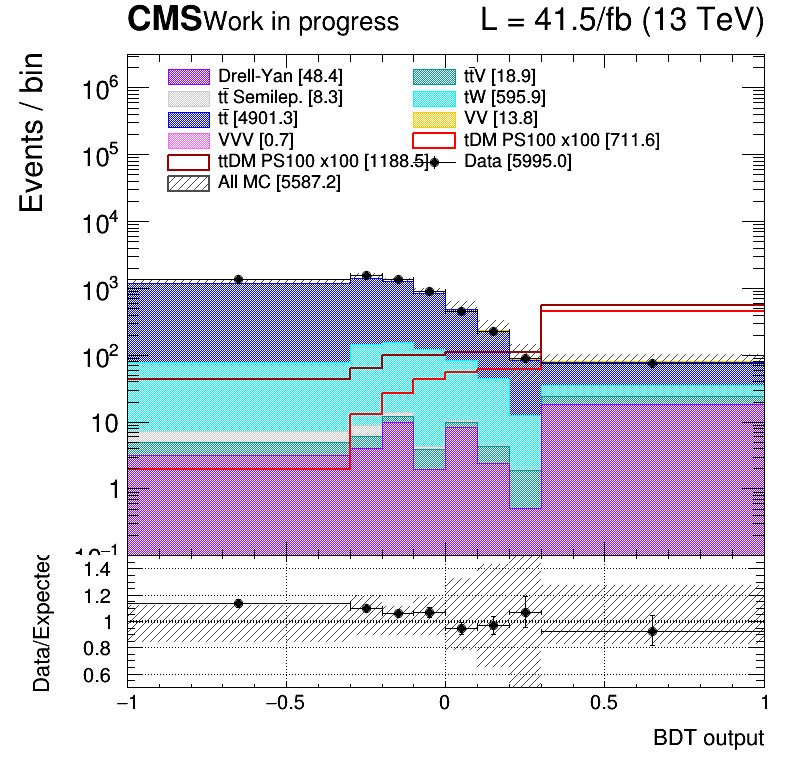 CMS Work in progress L = 41.5/fb (13 TeV)
Events / bin
Drell-Yan [48.4] tt̄V [18.9]
tt̄ Semilep. [8.3] tW [595.9]
tt̄ [4901.3] VV [13.8]
VVV [0.7] tDM PS100 x100 [711.6]
ttDM PS100 x100 [1188.5] Data [5995.0]
All MC [5587.2]
10⁶
10⁵
10⁴
10³
10²
10
1
10⁻¹
Data/Expected
1.4
1.2
1
0.8
0.6
−1 −0.5 0 0.5 1
BDT output